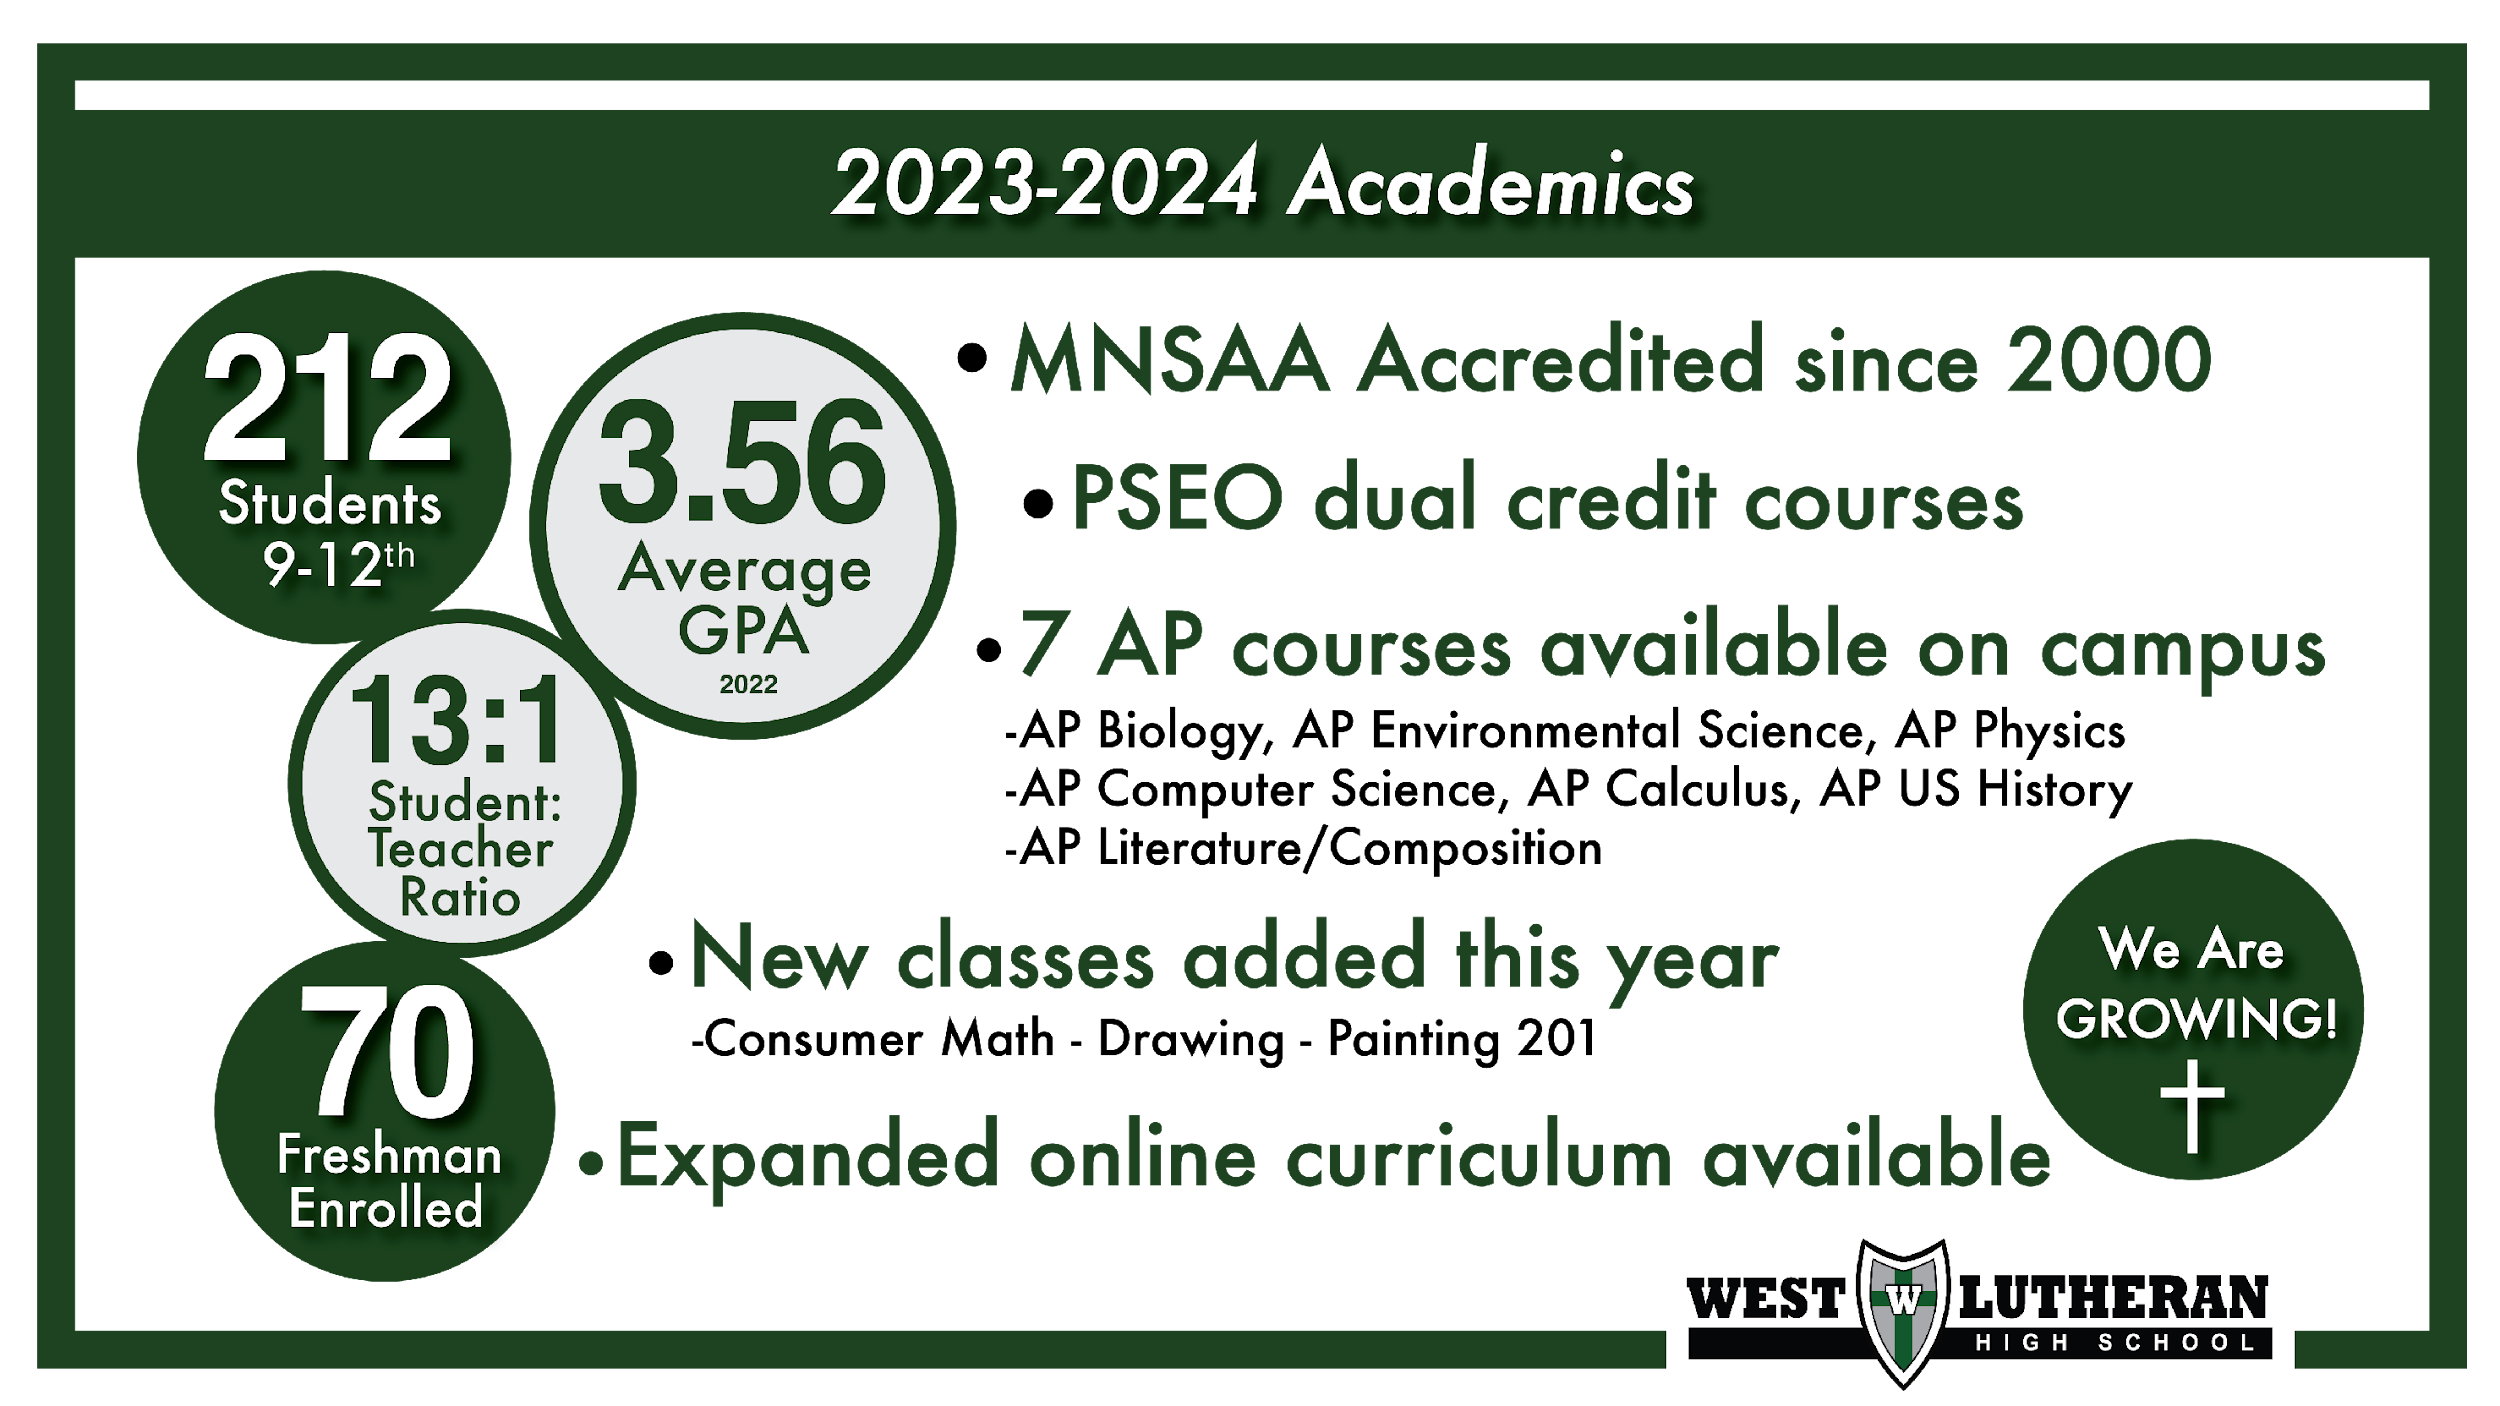 2023-2024 Academics
212
Students
9-12th
3.56
Average
GPA
2022
13:1
Student:
Teacher
Ratio
70
Freshman
Enrolled
•MNSAA Accredited since 2000
•PSEO dual credit courses
•7 AP courses available on campus
-AP Biology, AP Environmental Science, AP Physics
-AP Computer Science, AP Calculus, AP US History
-AP Literature/Composition
•New classes added this year
-Consumer Math - Drawing - Painting 201
•Expanded online curriculum available
We Are
GROWING!
WEST W LUTHERAN
HIGH SCHOOL